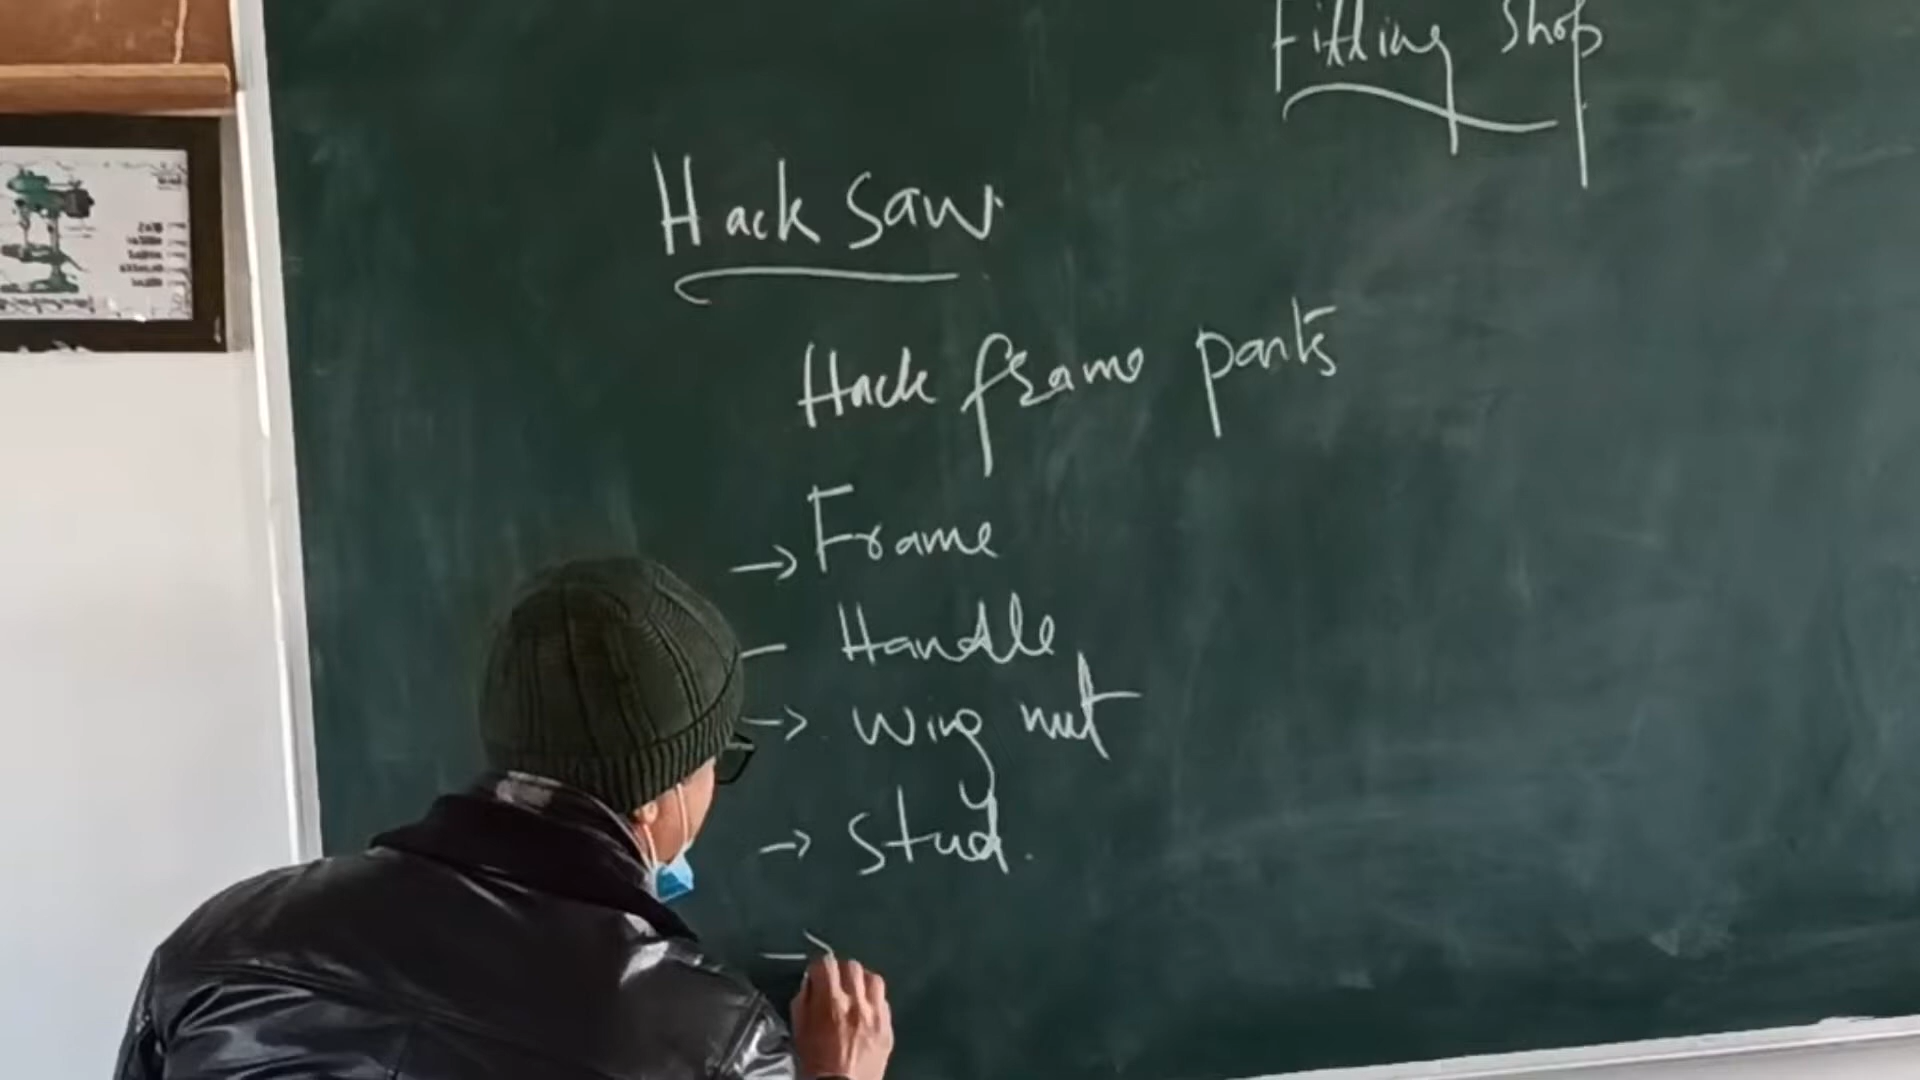 Fitting Shop
Hack Saw
Hack frame parts
→ Frame
- Handle
→ wing nut
→ stud.
→